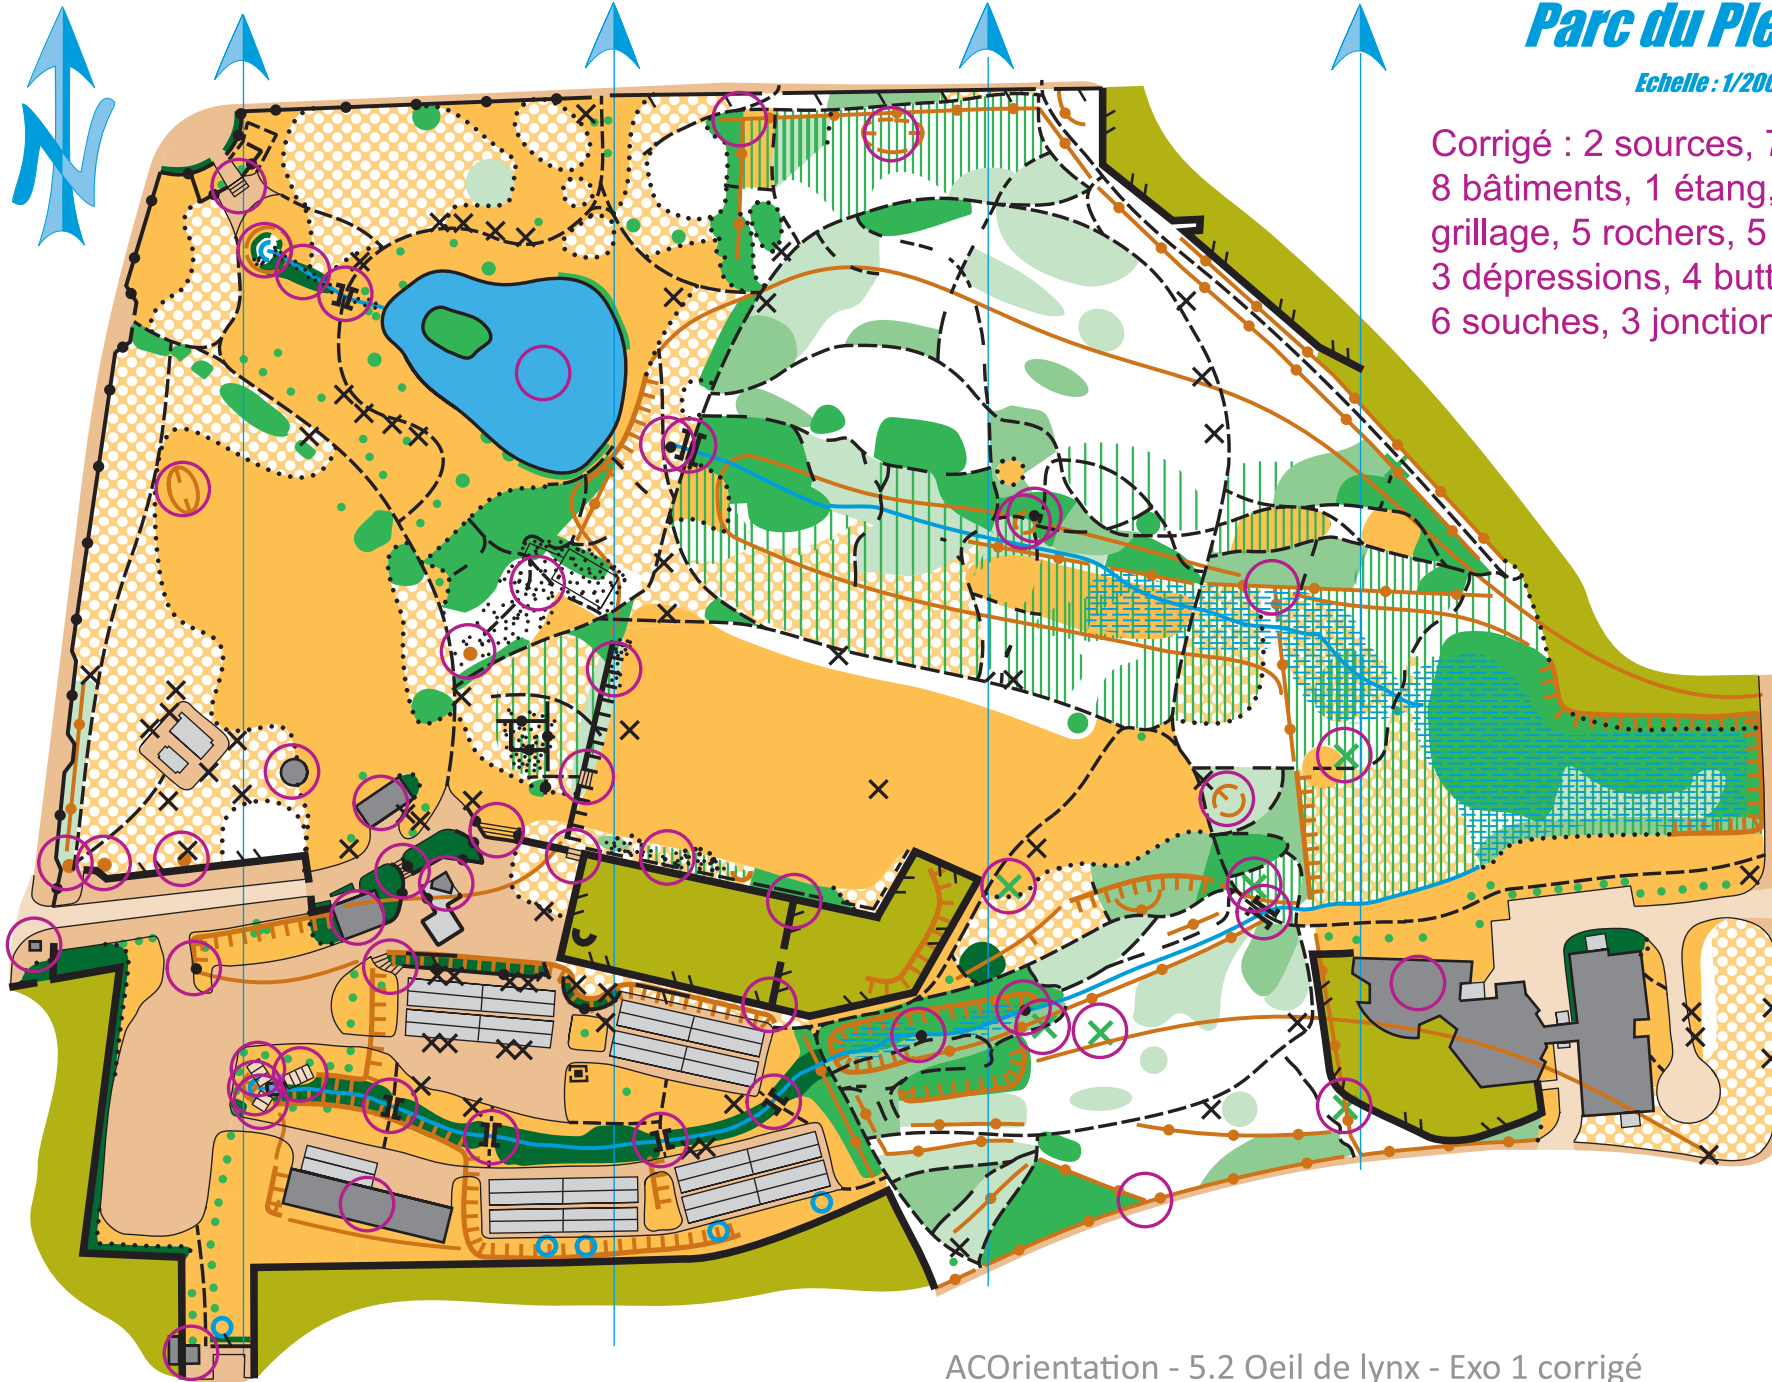 Parc du Ple
Echelle : 1/200
N
Corrigé : 2 sources, 7
8 bâtiments, 1 étang,
grillage, 5 rochers, 5
3 dépressions, 4 butt
6 souches, 3 jonction
ACOrientation - 5.2 Oeil de lynx - Exo 1 corrigé